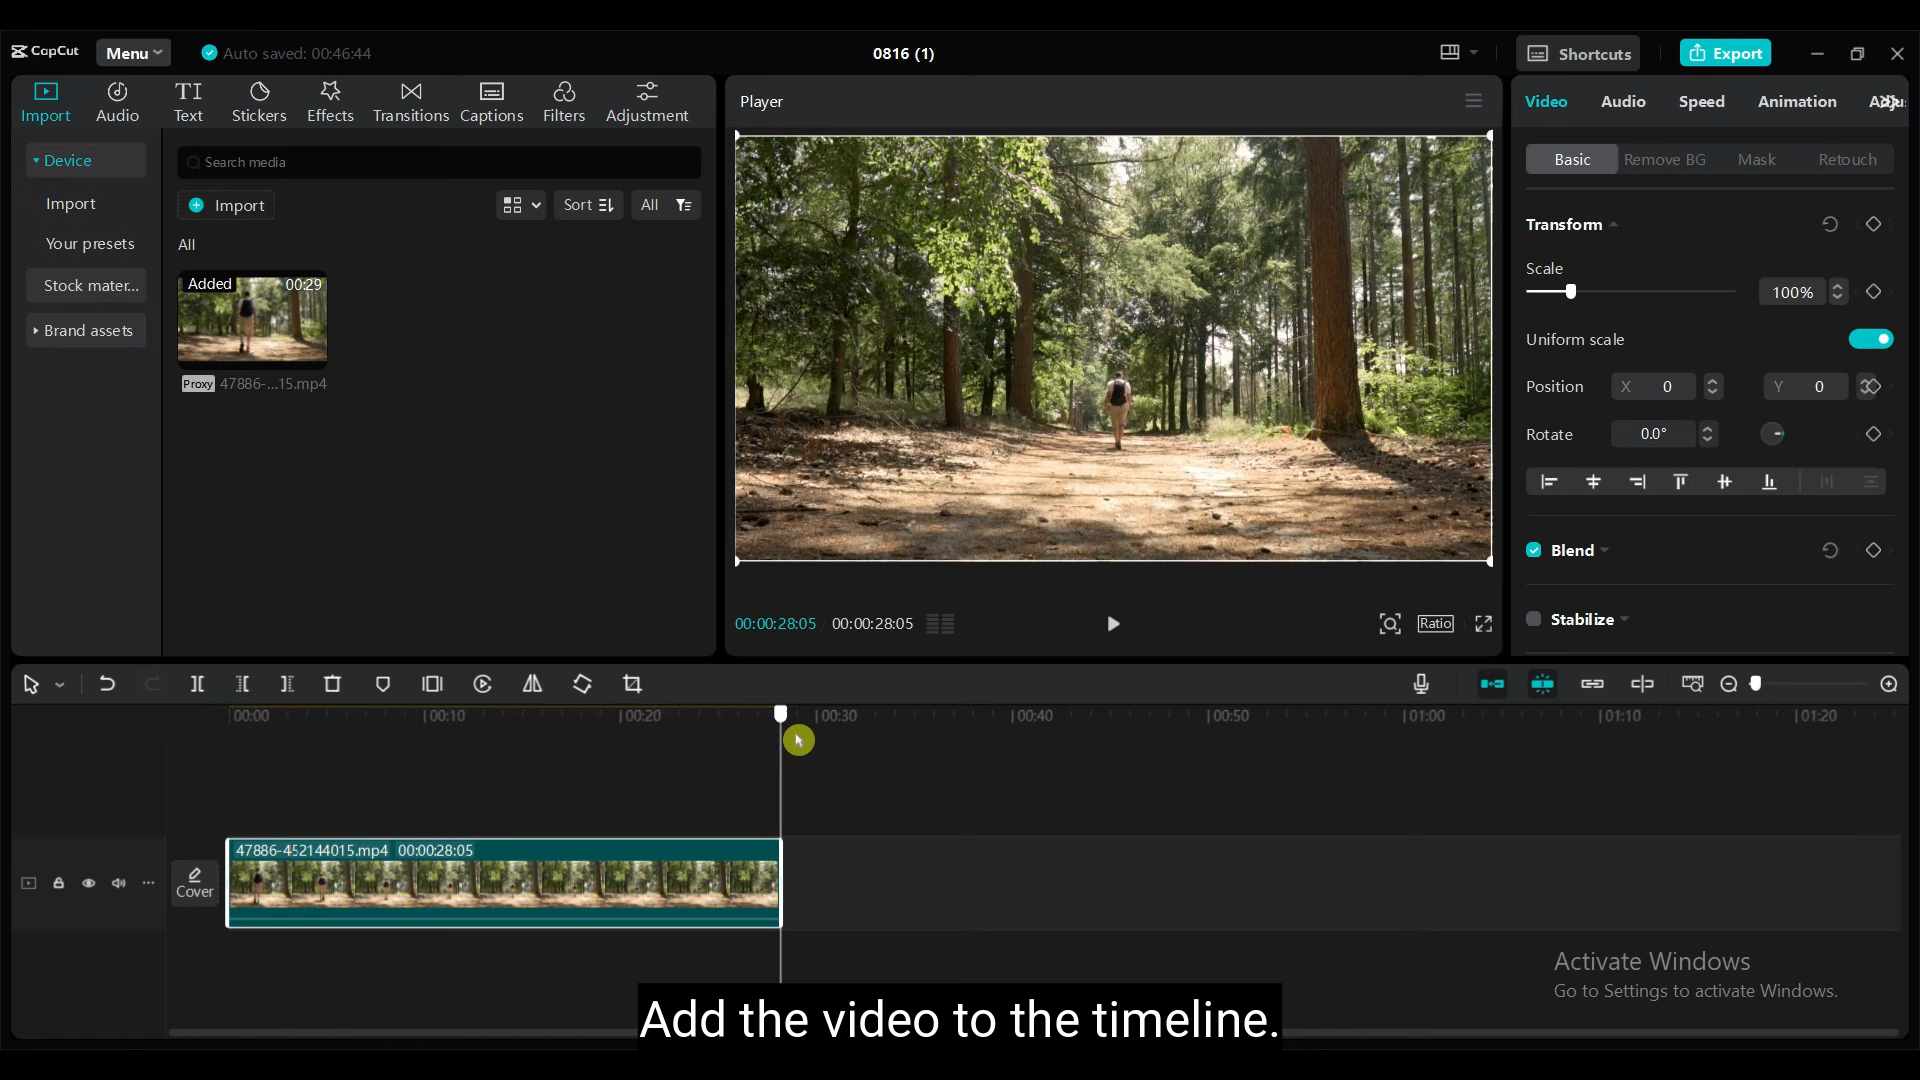 CapCut
Menu
Auto saved: 00:46:44
0816 (1)
Shortcuts
Export
Import
Audio
Text
Stickers
Effects
Transitions
Captions
Filters
Adjustment
Player
Video
Audio
Speed
Animation
Device
Import
Your presets
Stock mater...
Brand assets
Search media
Import
Sort
All
All
Added 00:29
Proxy 47886-...15.mp4
Basic
Remove BG
Mask
Retouch
Transform
Scale
100%
Uniform scale
Position X 0 Y 0
Rotate 0.0°
Blend
Stabilize
00:00:28:05 00:00:28:05
Ratio
00:00 00:10 00:20 00:30 00:40 00:50 01:00 01:10 01:20
47886-452144015.mp4 00:00:28:05
Cover
Activate Windows
Go to Settings to activate Windows.
Add the video to the timeline.